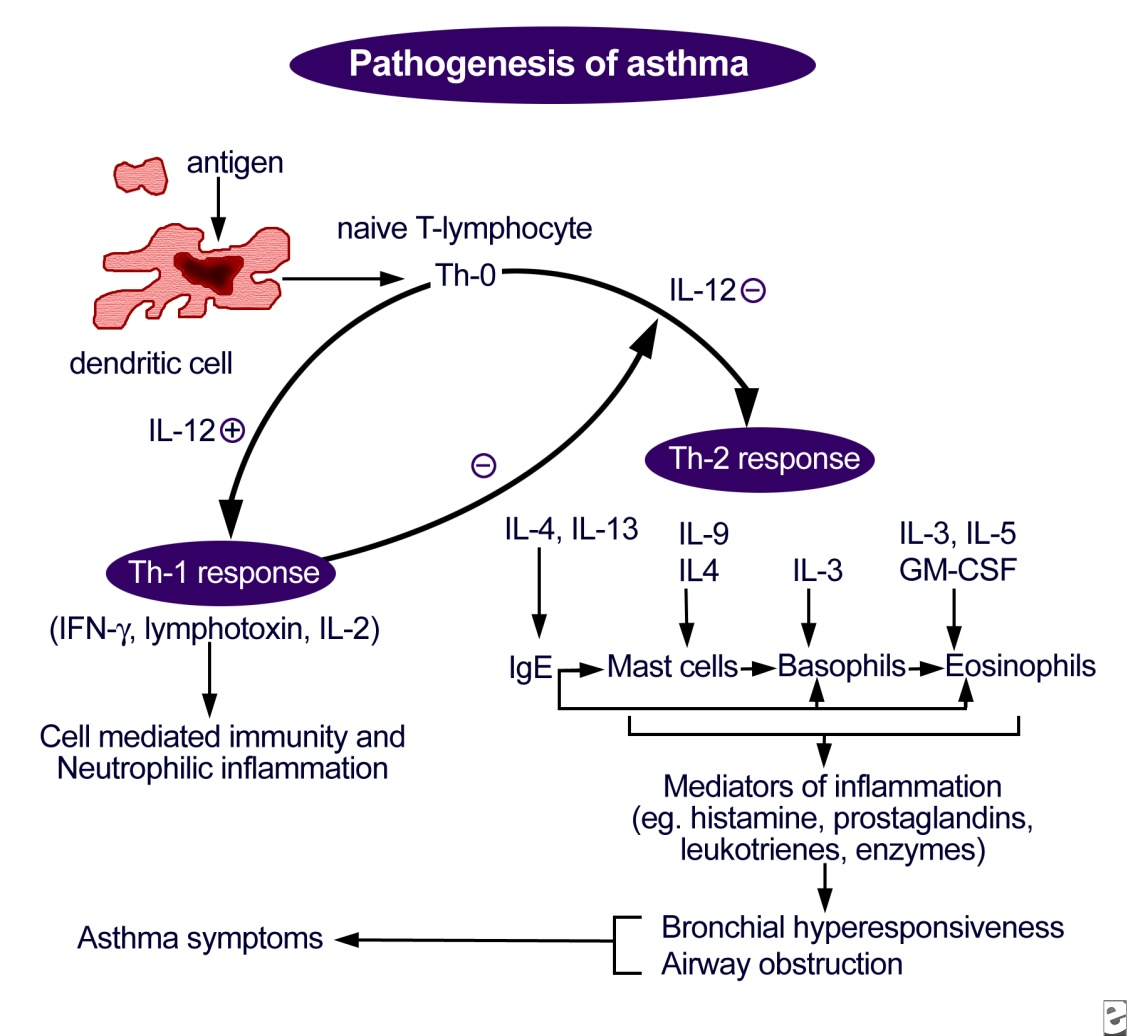 Pathogenesis of asthma
antigen
naive T-lymphocyte
Th-0
IL-12⊖
dendritic cell
IL-12⊕
⊖
Th-2 response
Th-1 response
(IFN-γ, lymphotoxin, IL-2)
Cell mediated immunity and
Neutrophilic inflammation
IL-4, IL-13
IL-9
IL4
IL-3
IL-3, IL-5
GM-CSF
IgE
Mast cells
Basophils
Eosinophils
Mediators of inflammation
(eg. histamine, prostaglandins,
leukotrienes, enzymes)
Bronchial hyperresponsiveness
Airway obstruction
Asthma symptoms
e